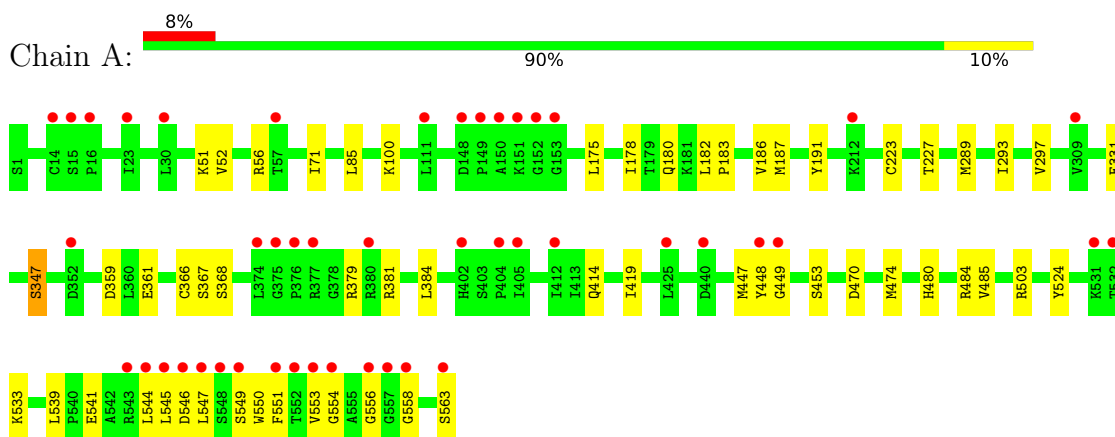 8%
Chain A:
90% 10%
S1 C14 S15 P16 I23 L30 K51 V52 R56 T57 I71 L85 K100 L111 D148 P149 A150 K151 G152 G153 L175 I178 T179 Q180 K181 L182 P183 V186 M187 Y191 K212 C223 T227 M289 I293 V297 V309
S347 D352 D359 L360 E361 C366 S367 S368 L374 G375 P376 R377 G378 R379 R380 R381 L384 H402 S403 P404 I405 I412 I413 Q414 I419 L425 D440 M447 Y448 G449 S453 D470 M474 H480 R484 V485 R503 Y524 K531
K533 L539 P540 E541 A542 R543 L544 L545 D546 L547 S548 S549 W550 F551 T552 V553 G554 A555 G556 G557 G558 S563